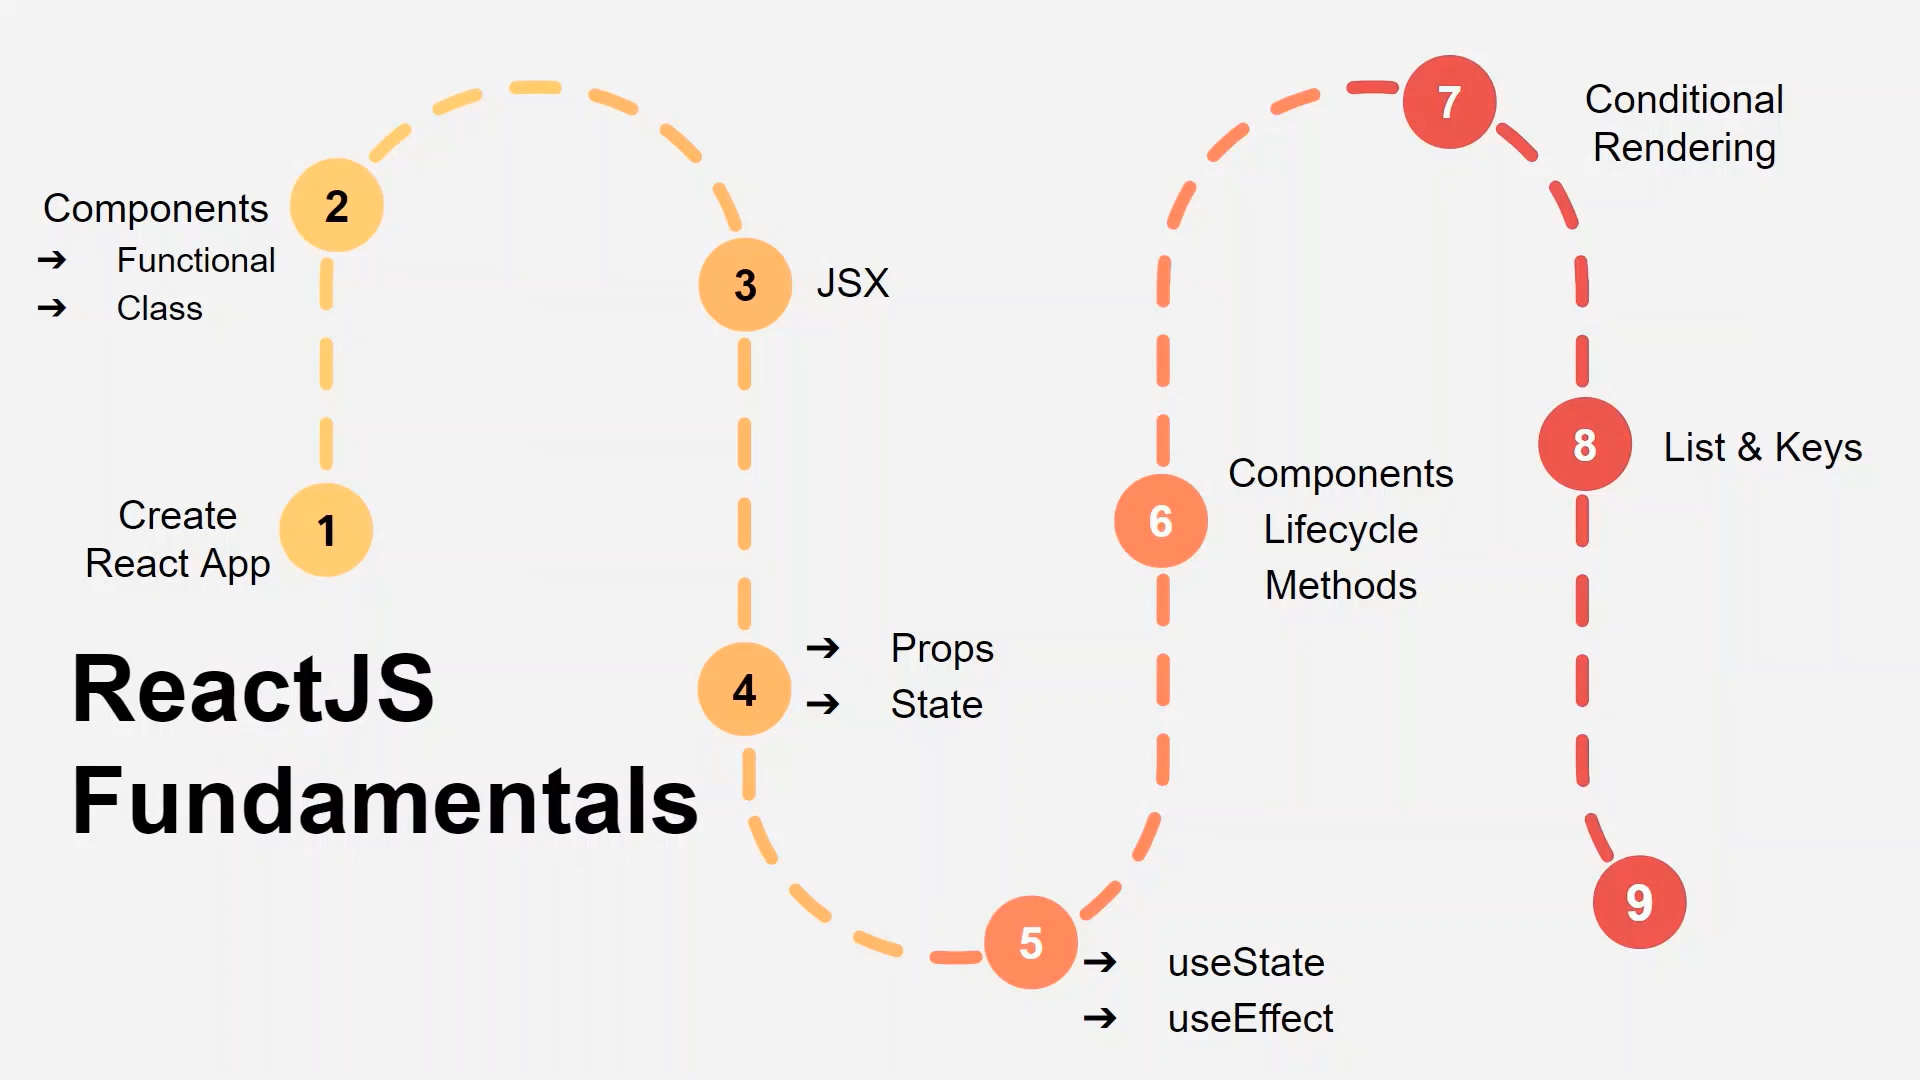 2
Components
➔ Functional
➔ Class
1
Create
React App
ReactJS
Fundamentals
3
JSX
4
➔ Props
➔ State
5
➔ useState
➔ useEffect
6
Components
Lifecycle
Methods
7
Conditional
Rendering
8
List & Keys
9